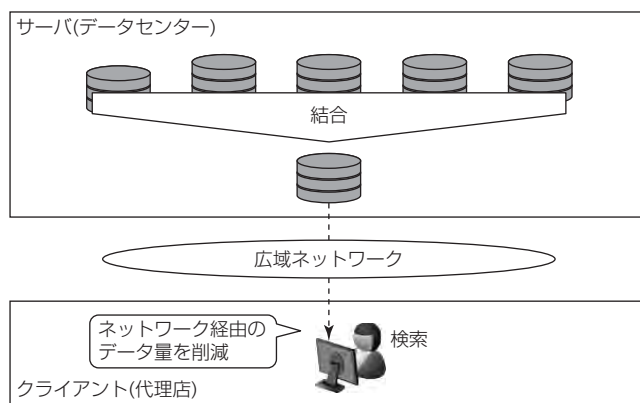 サーバ(データセンター)
結合
広域ネットワーク
ネットワーク経由の
データ量を削減
検索
クライアント(代理店)